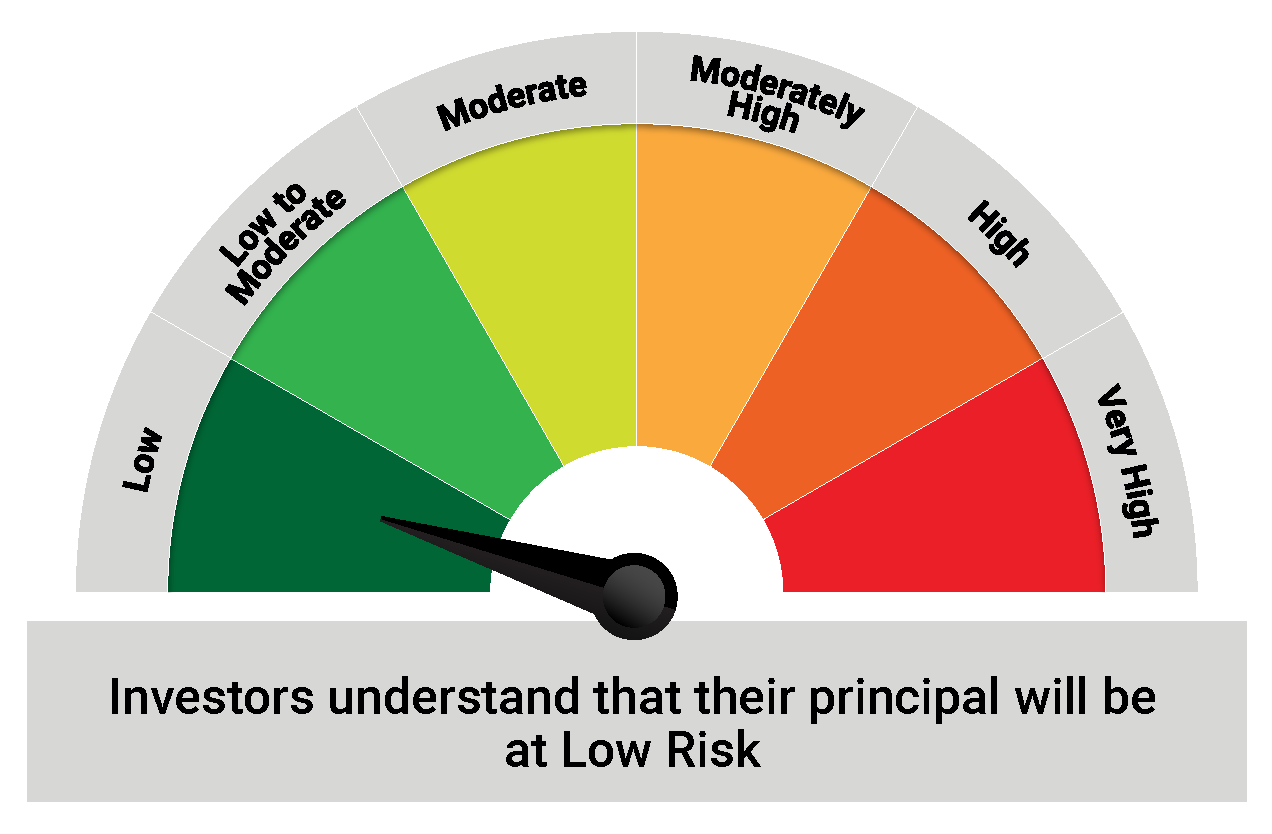 Low
Low to
Moderate
Moderate
Moderately
High
High
Very High
Investors understand that their principal will be
at Low Risk